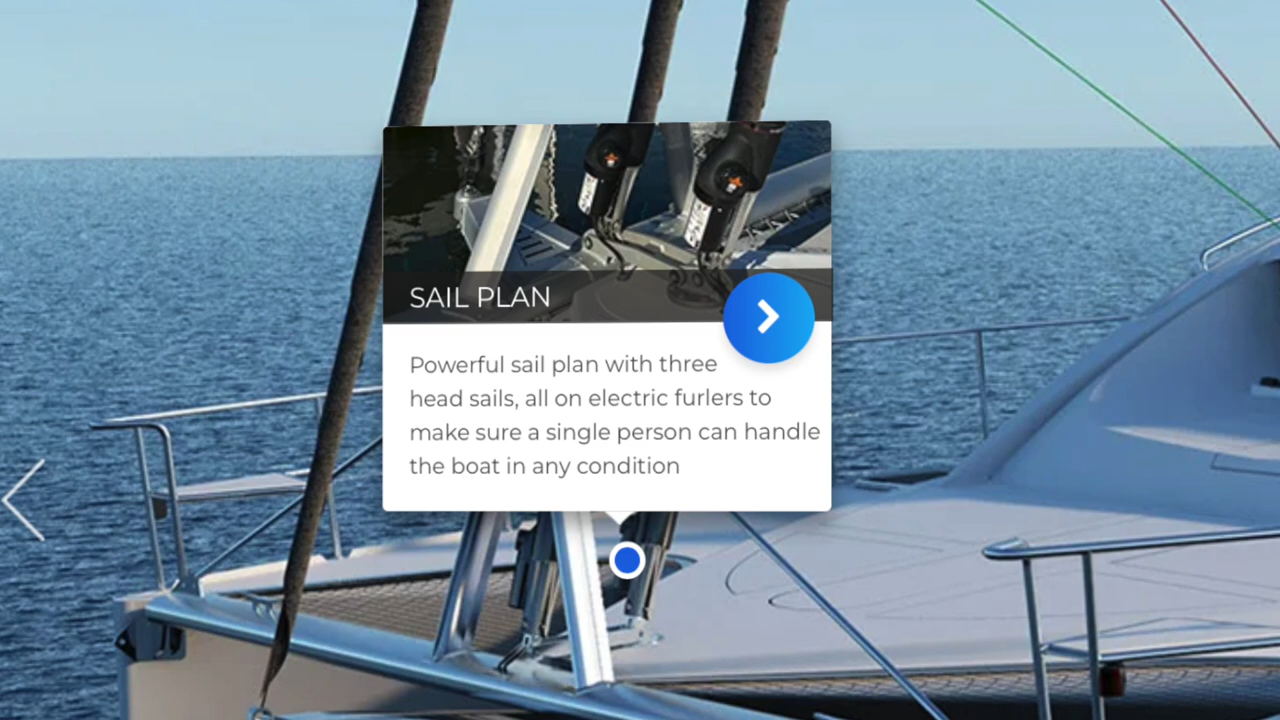 SAIL PLAN
Powerful sail plan with three
head sails, all on electric furlers to
make sure a single person can handle
the boat in any condition